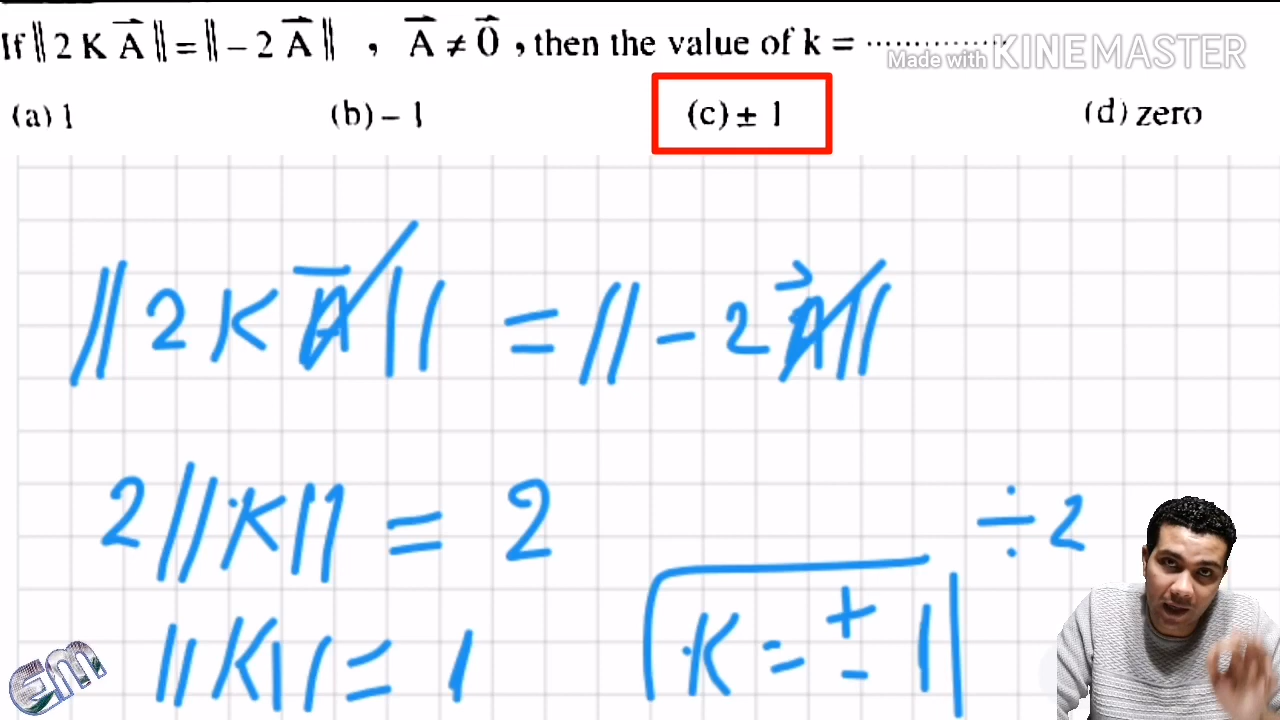 If ‖2 K A⃗‖ = ‖– 2 A⃗‖ , A⃗ ≠ 0⃗ , then the value of k = ..............
Made with KINEMASTER
(a) 1 (b) – 1 (c) ± 1 (d) zero
‖2 K A⃗‖ = ‖– 2 A⃗‖
2 ‖K‖ = 2 ÷ 2
‖K‖ = 1 K = ± 1
GM